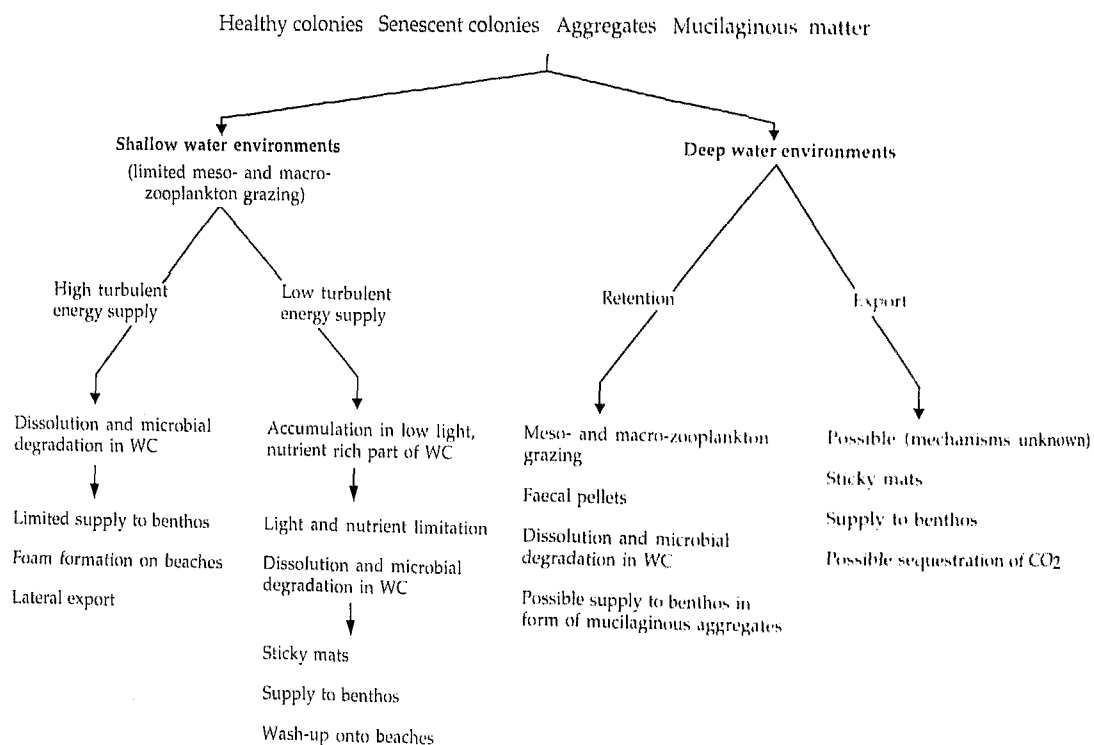 Healthy colonies Senescent colonies Aggregates Mucilaginous matter
Shallow water environments
(limited meso- and macro-
zooplankton grazing)
Deep water environments
High turbulent
energy supply
Low turbulent
energy supply
Retention
Export
Dissolution and microbial
degradation in WC
Limited supply to benthos
Foam formation on beaches
Lateral export
Accumulation in low light,
nutrient rich part of WC
Light and nutrient limitation
Dissolution and microbial
degradation in WC
Sticky mats
Supply to benthos
Wash-up onto beaches
Meso- and macro-zooplankton
grazing
Faecal pellets
Dissolution and microbial
degradation in WC
Possible supply to benthos in
form of mucilaginous aggregates
Possible (mechanisms unknown)
Sticky mats
Supply to benthos
Possible sequestration of CO2